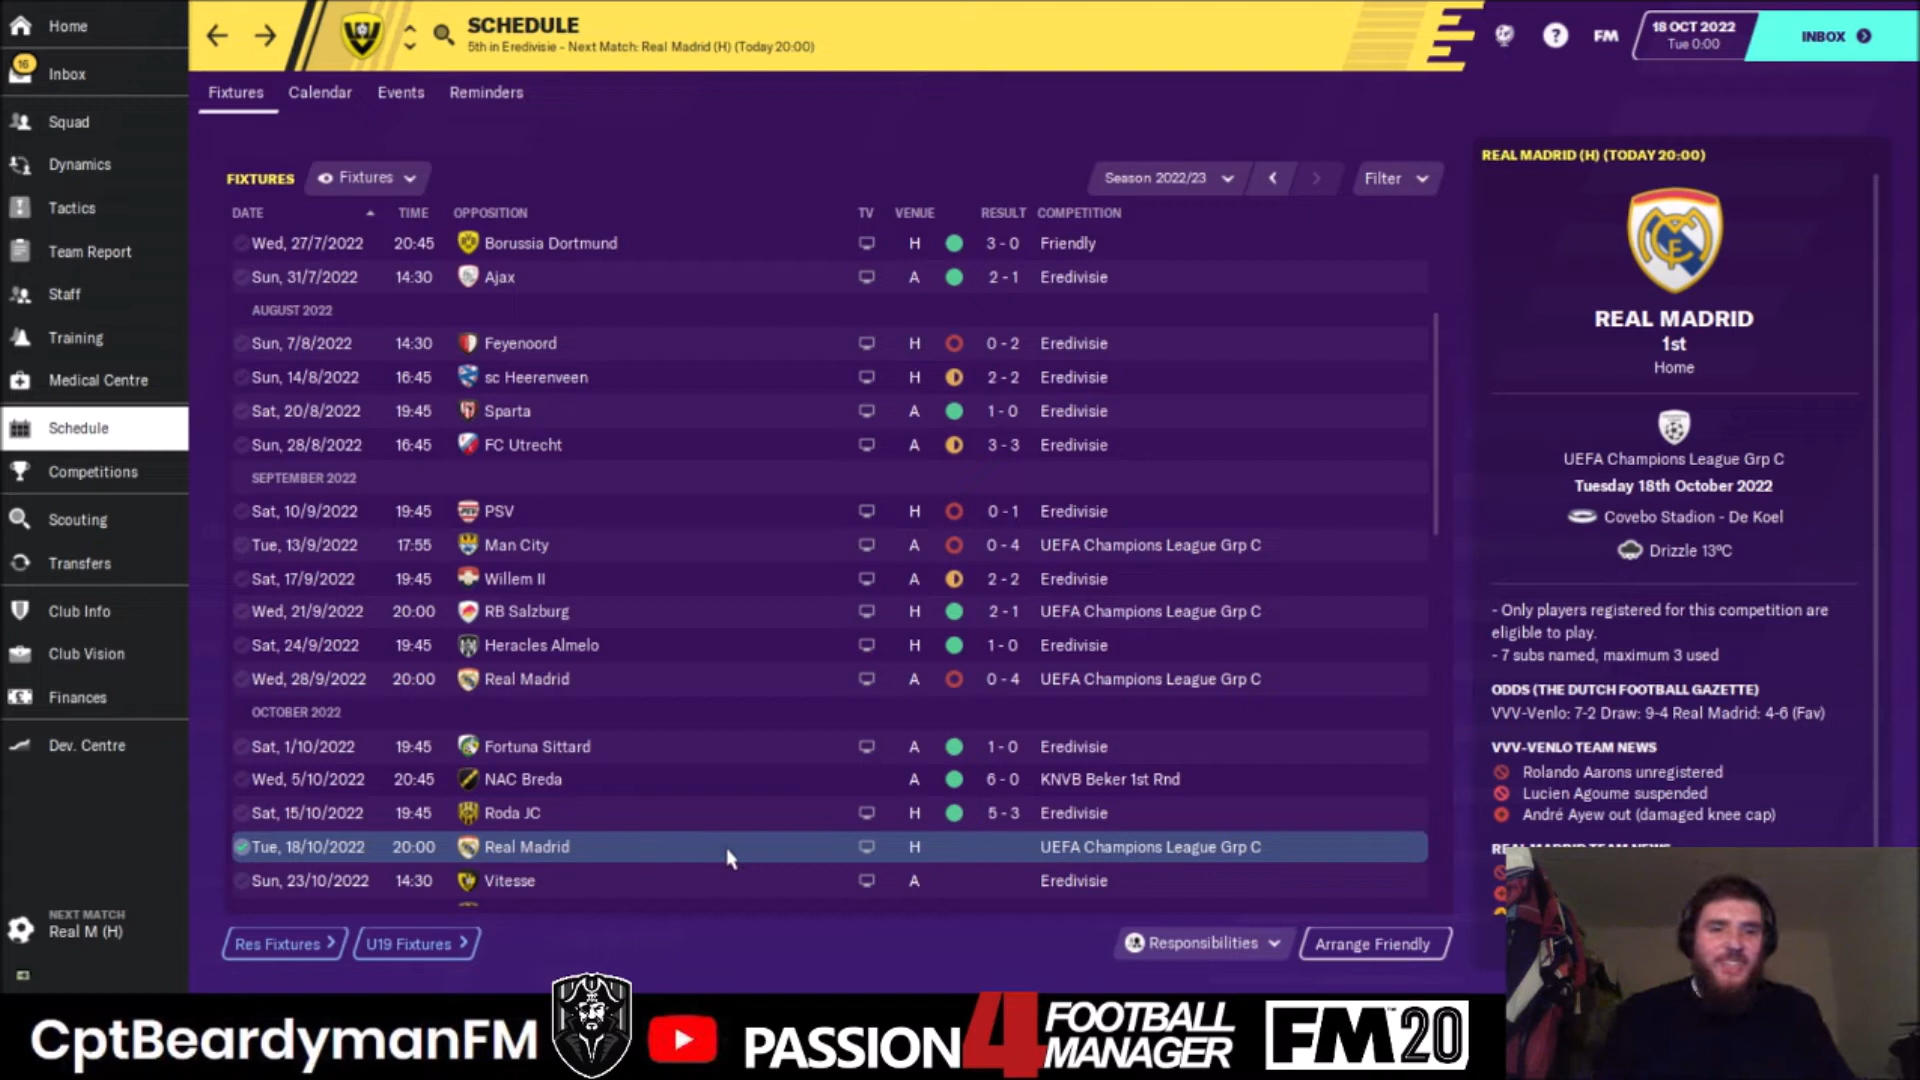 Home
16
Inbox
Squad
Dynamics
Tactics
Team Report
Staff
Training
Medical Centre
Schedule
Competitions
Scouting
Transfers
Club Info
Club Vision
Finances
Dev. Centre
NEXT MATCH
Real M (H)
SCHEDULE
5th in Eredivisie - Next Match: Real Madrid (H) (Today 20:00)
? FM
18 OCT 2022
Tue 0:00
INBOX
Fixtures Calendar Events Reminders
FIXTURES Fixtures Season 2022/23 Filter
DATE TIME OPPOSITION TV VENUE RESULT COMPETITION
Wed, 27/7/2022 20:45 Borussia Dortmund H 3 - 0 Friendly
Sun, 31/7/2022 14:30 Ajax A 2 - 1 Eredivisie
AUGUST 2022
Sun, 7/8/2022 14:30 Feyenoord H 0 - 2 Eredivisie
Sun, 14/8/2022 16:45 sc Heerenveen H 2 - 2 Eredivisie
Sat, 20/8/2022 19:45 Sparta A 1 - 0 Eredivisie
Sun, 28/8/2022 16:45 FC Utrecht A 3 - 3 Eredivisie
SEPTEMBER 2022
Sat, 10/9/2022 19:45 PSV H 0 - 1 Eredivisie
Tue, 13/9/2022 17:55 Man City A 0 - 4 UEFA Champions League Grp C
Sat, 17/9/2022 19:45 Willem II A 2 - 2 Eredivisie
Wed, 21/9/2022 20:00 RB Salzburg H 2 - 1 UEFA Champions League Grp C
Sat, 24/9/2022 19:45 Heracles Almelo H 1 - 0 Eredivisie
Wed, 28/9/2022 20:00 Real Madrid A 0 - 4 UEFA Champions League Grp C
OCTOBER 2022
Sat, 1/10/2022 19:45 Fortuna Sittard A 1 - 0 Eredivisie
Wed, 5/10/2022 20:45 NAC Breda A 6 - 0 KNVB Beker 1st Rnd
Sat, 15/10/2022 19:45 Roda JC H 5 - 3 Eredivisie
Tue, 18/10/2022 20:00 Real Madrid H UEFA Champions League Grp C
Sun, 23/10/2022 14:30 Vitesse A Eredivisie
Res Fixtures U19 Fixtures Responsibilities Arrange Friendly
REAL MADRID (H) (TODAY 20:00)
REAL MADRID
1st
Home
UEFA Champions League Grp C
Tuesday 18th October 2022
Covebo Stadion - De Koel
Drizzle 13ºC
- Only players registered for this competition are
eligible to play.
- 7 subs named, maximum 3 used
ODDS (THE DUTCH FOOTBALL GAZETTE)
VVV-Venlo: 7-2 Draw: 9-4 Real Madrid: 4-6 (Fav)
VVV-VENLO TEAM NEWS
Rolando Aarons unregistered
Lucien Agoume suspended
André Ayew out (damaged knee cap)
REAL MADRID TEAM NEWS
CptBeardymanFM
PASSION4 FOOTBALL
MANAGER
FM20